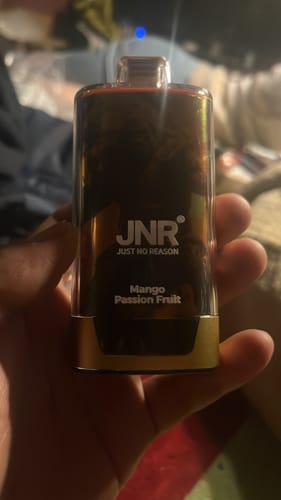 JNR®
JUST NO REASON
Mango
Passion Fruit